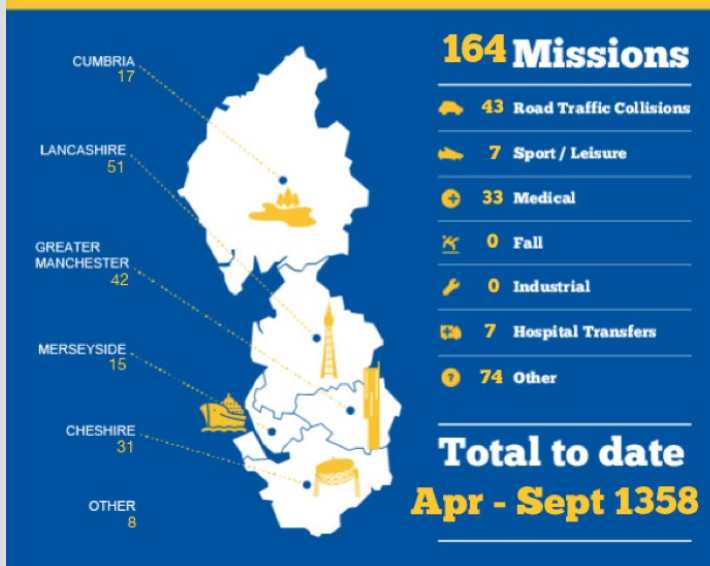 CUMBRIA
17
LANCASHIRE
51
GREATER
MANCHESTER
42
MERSEYSIDE
15
CHESHIRE
31
OTHER
8
164 Missions
43 Road Traffic Collisions
7 Sport / Leisure
33 Medical
0 Fall
0 Industrial
7 Hospital Transfers
? 74 Other
Total to date
Apr - Sept 1358